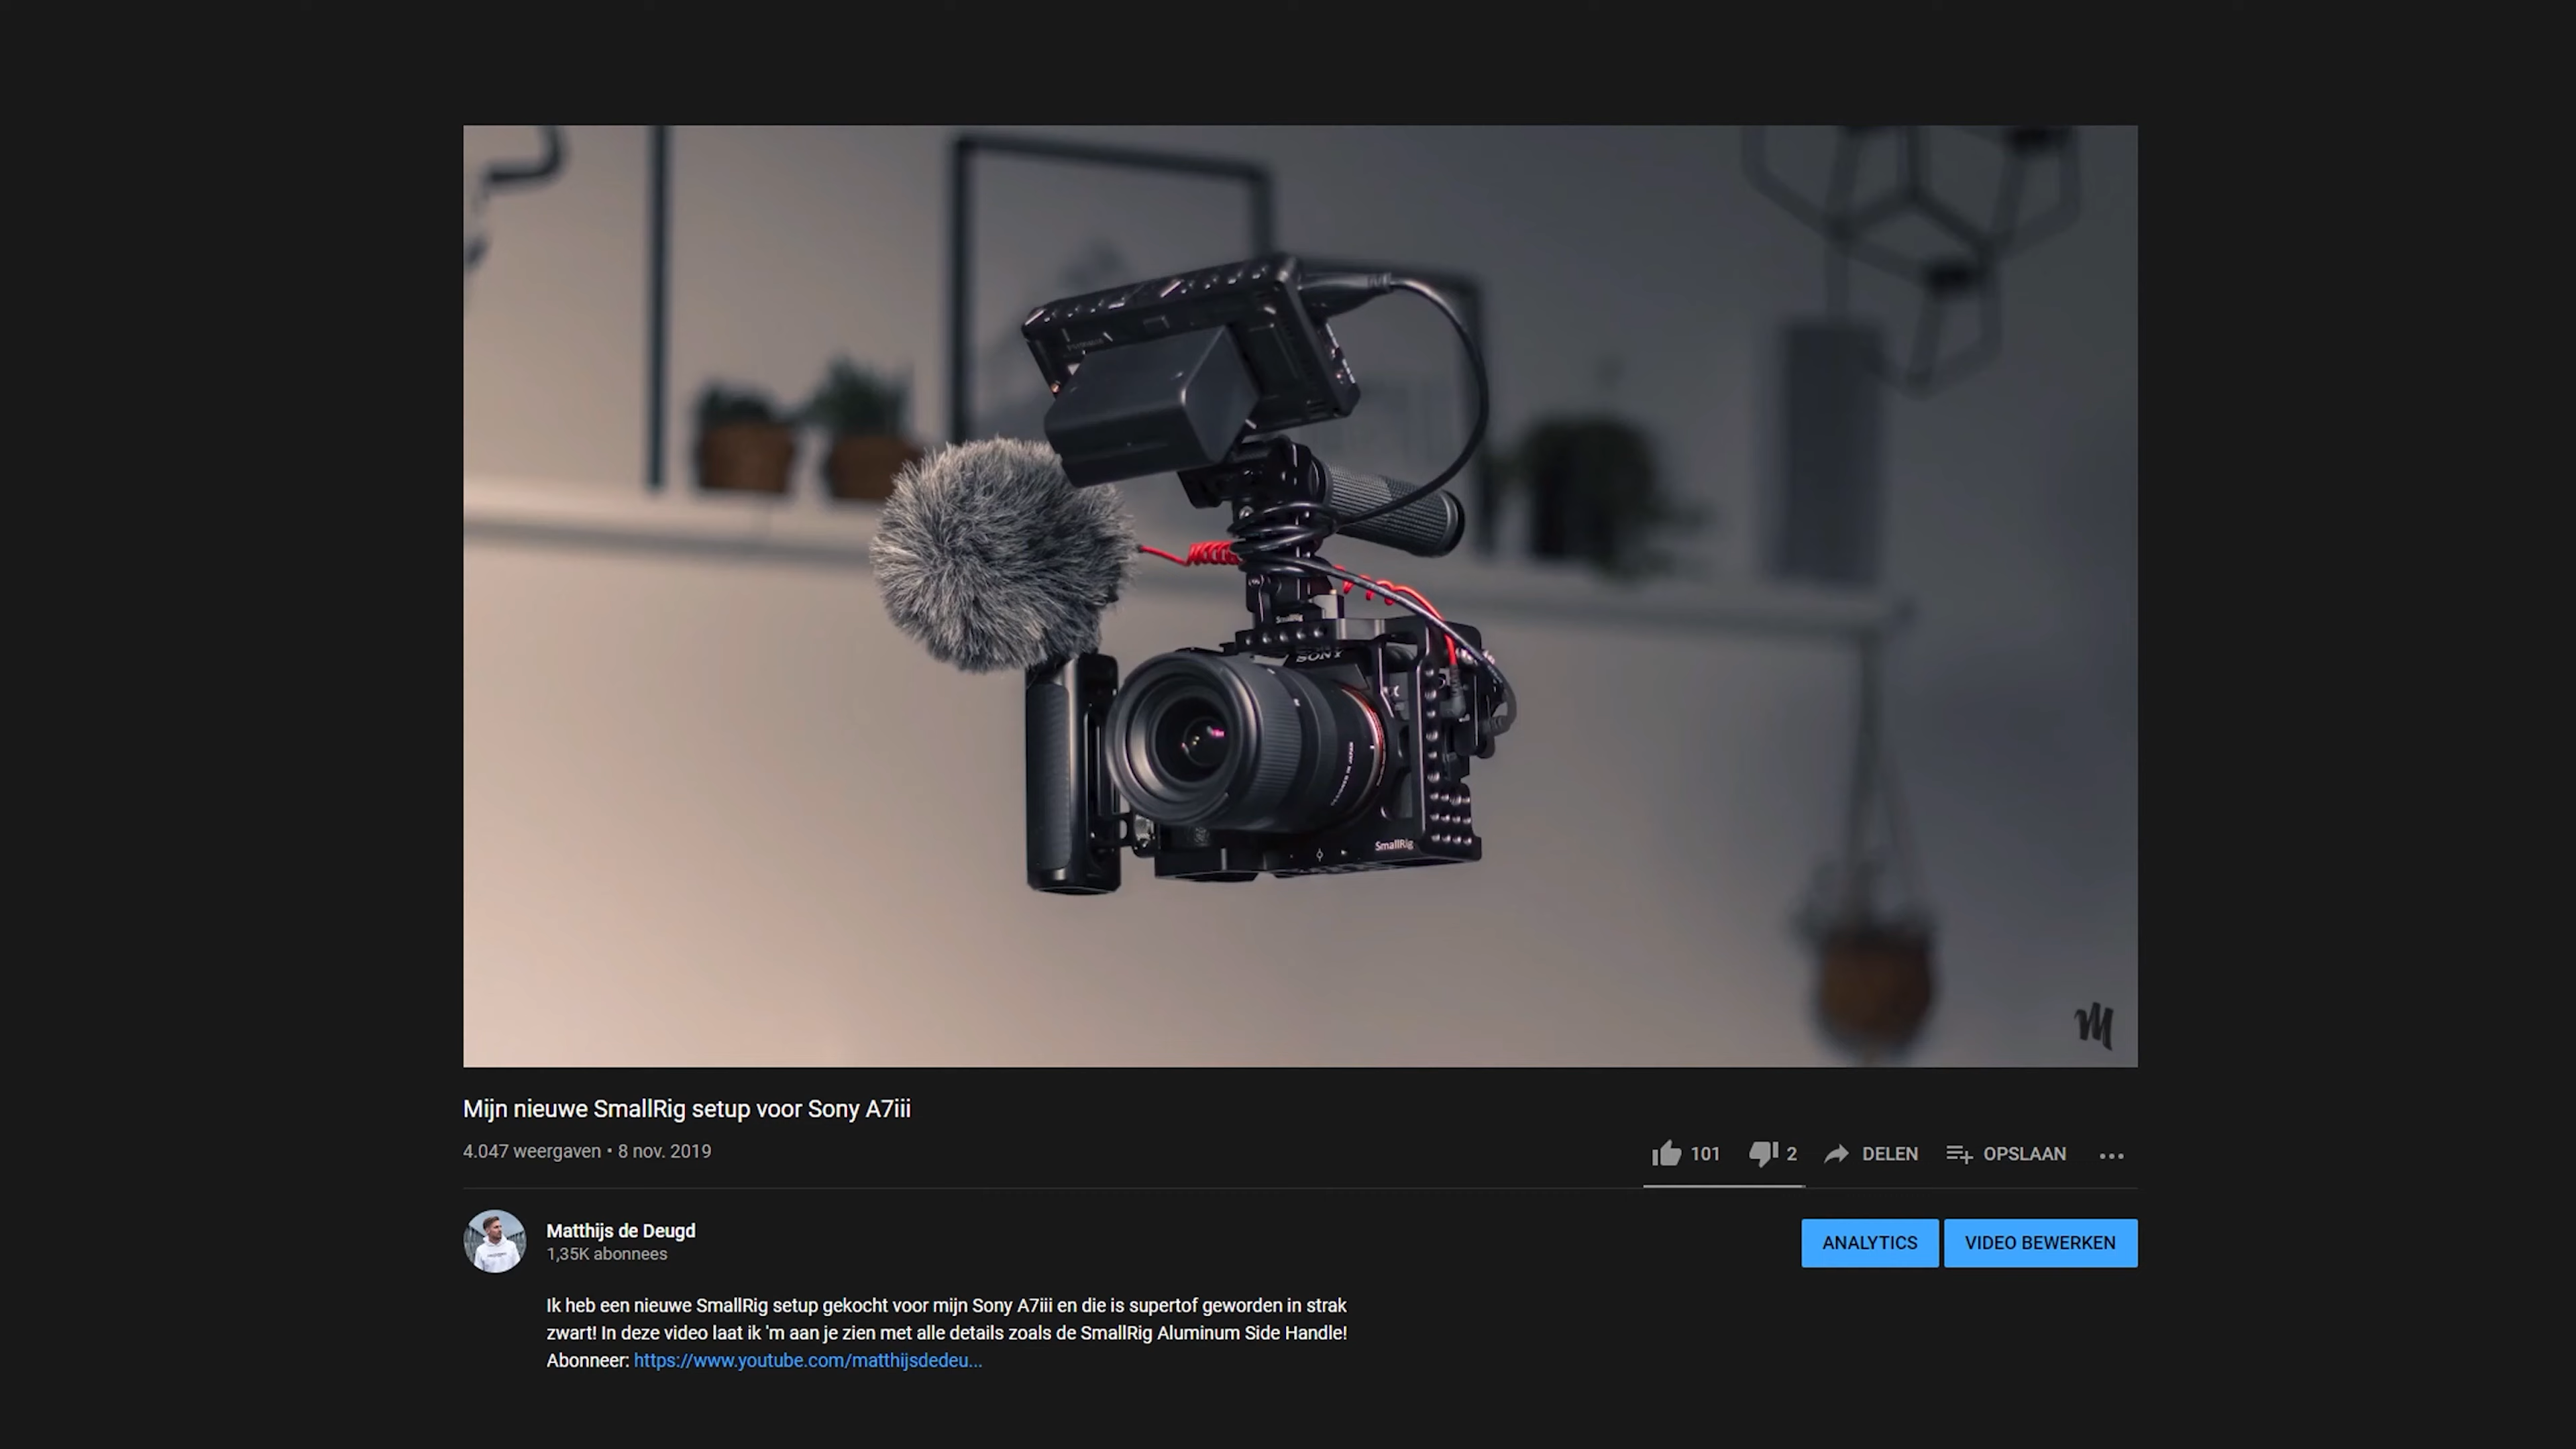 SmallRig
SONY
SmallRig
Mijn nieuwe SmallRig setup voor Sony A7iii
4.047 weergaven • 8 nov. 2019
101 2 DELEN OPSLAAN
Matthijs de Deugd
1,35K abonnees
ANALYTICS VIDEO BEWERKEN
Ik heb een nieuwe SmallRig setup gekocht voor mijn Sony A7iii en die is supertof geworden in strak
zwart! In deze video laat ik 'm aan je zien met alle details zoals de SmallRig Aluminum Side Handle!
Abonneer: https://www.youtube.com/matthijsdedeu...